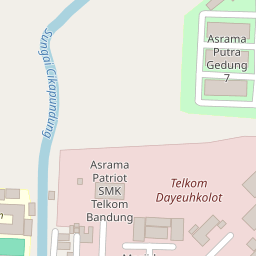 Sungai Cikapundung
Asrama
Putra
Gedung
7
Asrama
Patriot
SMK
Telkom
Bandung
Telkom
Dayeuhkolot